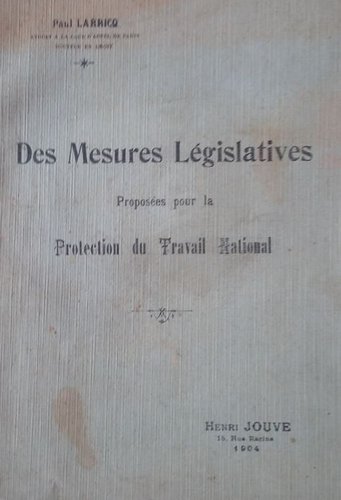 Paul LARRICQ
AVOCAT A LA COUR D'APPEL DE PARIS
DOCTEUR EN DROIT
Des Mesures Législatives
Proposées pour la
Protection du Travail National
HENRI JOUVE
15, Rue Racine
1904